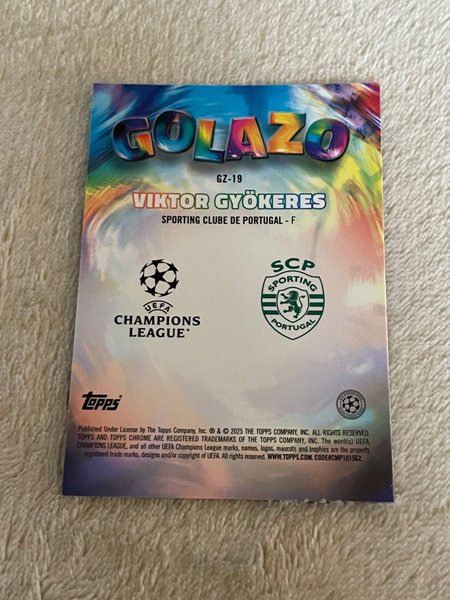 GOLAZO
GZ-19
VIKTOR GYÖKERES
SPORTING CLUBE DE PORTUGAL - F
UEFA
CHAMPIONS
LEAGUE®
SCP
SPORTING
PORTUGAL
Topps
Published Under License by The Topps Company, Inc. ® & © 2025 THE TOPPS COMPANY, INC. ALL RIGHTS RESERVED.
TOPPS AND TOPPS CHROME ARE REGISTERED TRADEMARKS OF THE TOPPS COMPANY, INC. The word(s) UEFA,
CHAMPIONS LEAGUE, and all other UEFA Champions League marks, names, logos, mascots and trophies are the property,
registered trade marks, designs and/or copyright of UEFA. All rights reserved. WWW.TOPPS.COM. CODE#CMP101562.